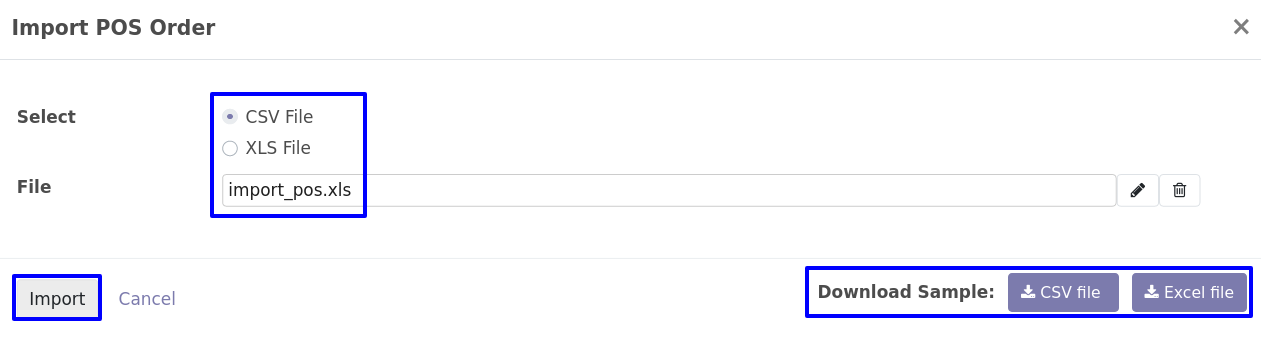 Import POS Order
Select
CSV File
XLS File
File
import_pos.xls
Import Cancel
Download Sample: CSV file Excel file